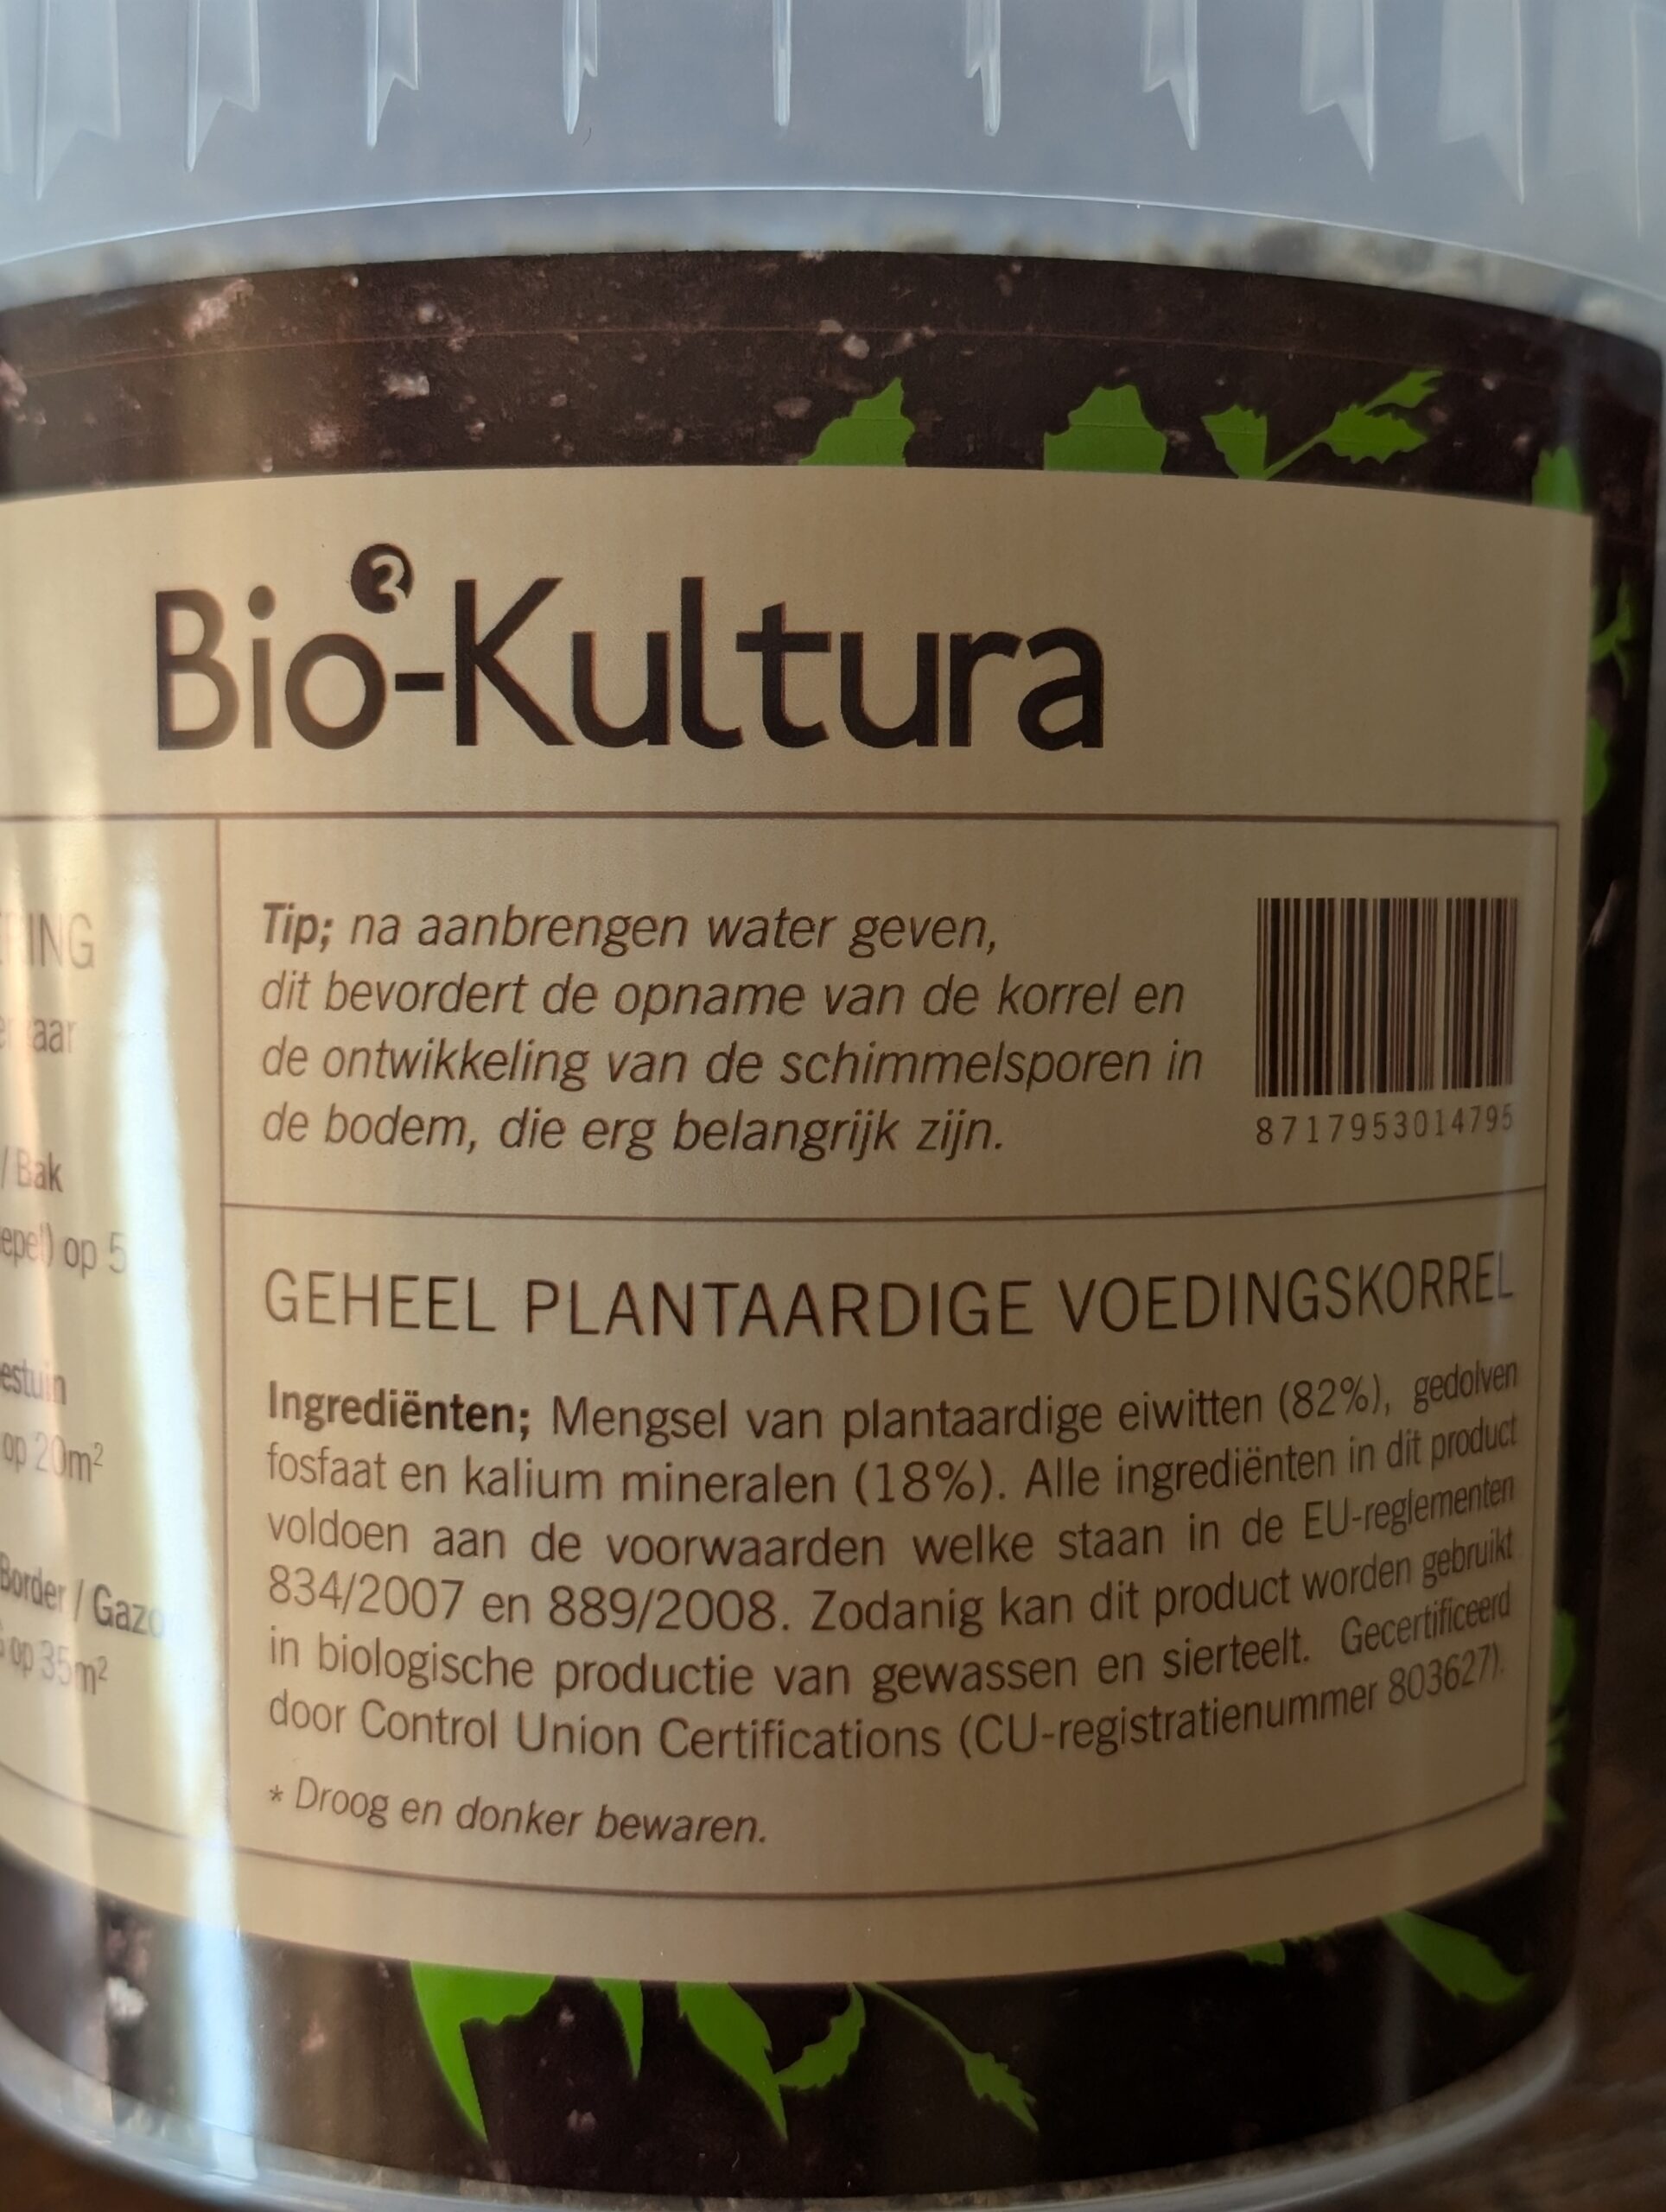 Bio-Kultura
ING
aar
/ Bak
op 5
op 20m²
Border / Gazo
op 35m²
Tip; na aanbrengen water geven,
dit bevordert de opname van de korrel en
de ontwikkeling van de schimmelsporen in
de bodem, die erg belangrijk zijn.
8717953014795
GEHEEL PLANTAARDIGE VOEDINGSKORREL
Ingrediënten; Mengsel van plantaardige eiwitten (82%), gedolven
fosfaat en kalium mineralen (18%). Alle ingrediënten in dit product
voldoen aan de voorwaarden welke staan in de EU-reglementen
834/2007 en 889/2008. Zodanig kan dit product worden gebruikt
in biologische productie van gewassen en sierteelt. Gecertificeerd
door Control Union Certifications (CU-registratienummer 803627).
* Droog en donker bewaren.